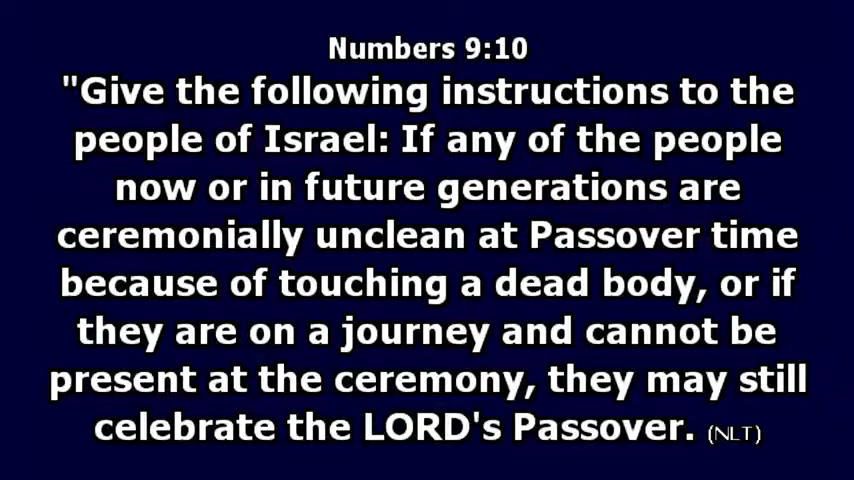 Numbers 9:10
"Give the following instructions to the
people of Israel: If any of the people
now or in future generations are
ceremonially unclean at Passover time
because of touching a dead body, or if
they are on a journey and cannot be
present at the ceremony, they may still
celebrate the LORD's Passover. (NLT)